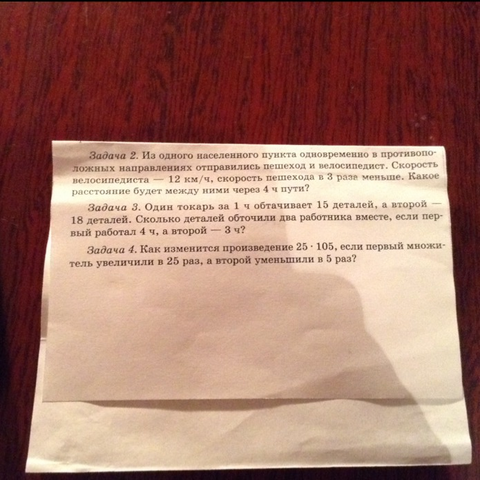 Задача 2. Из одного населенного пункта одновременно в противопо-
ложных направлениях отправились пешеход и велосипедист. Скорость
велосипедиста — 12 км/ч, скорость пешехода в 3 раза меньше. Какое
расстояние будет между ними через 4 ч пути?
Задача 3. Один токарь за 1 ч обтачивает 15 деталей, а второй —
18 деталей. Сколько деталей обточили два работника вместе, если пер-
вый работал 4 ч, а второй — 3 ч?
Задача 4. Как изменится произведение 25 · 105, если первый множи-
тель увеличили в 25 раз, а второй уменьшили в 5 раз?